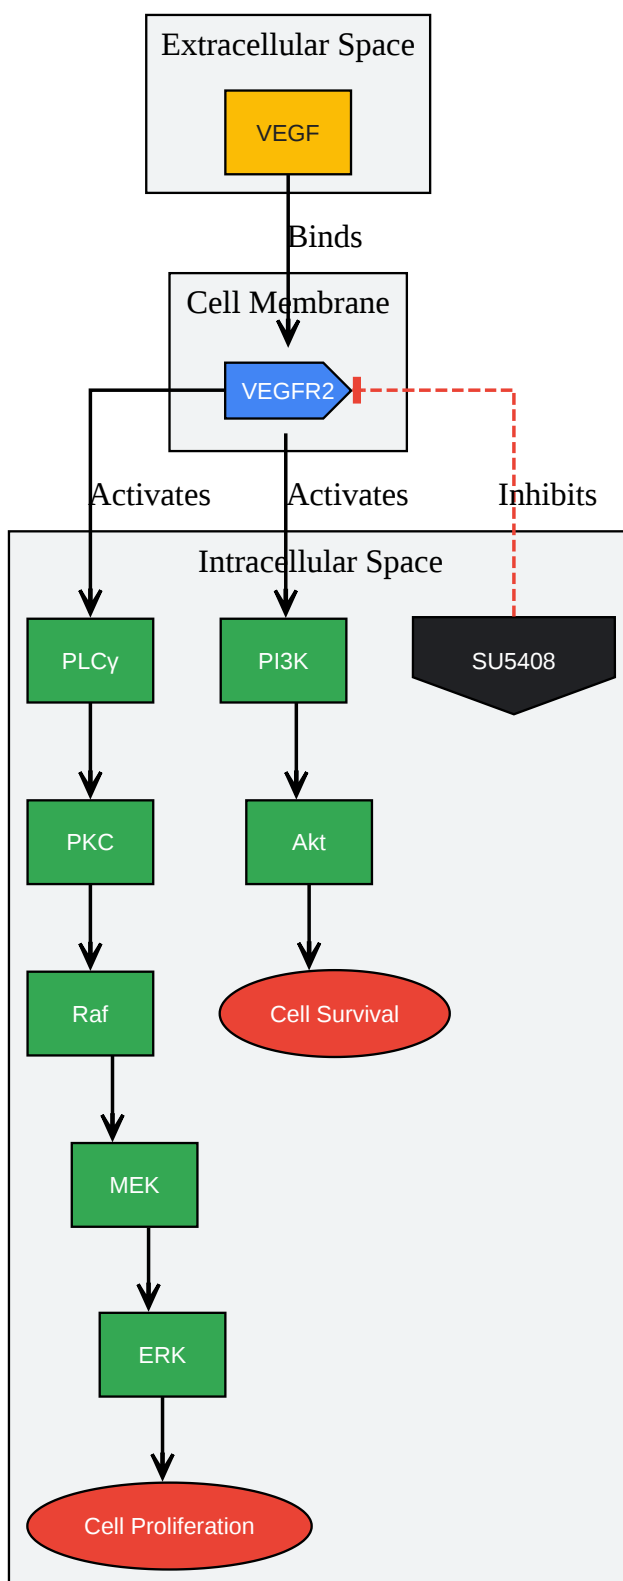 Extracellular Space
VEGF
Binds
Cell Membrane
VEGFR2
Activates
Activates
Inhibits
Intracellular Space
PLCγ
PI3K
SU5408
PKC
Akt
Raf
Cell Survival
MEK
ERK
Cell Proliferation